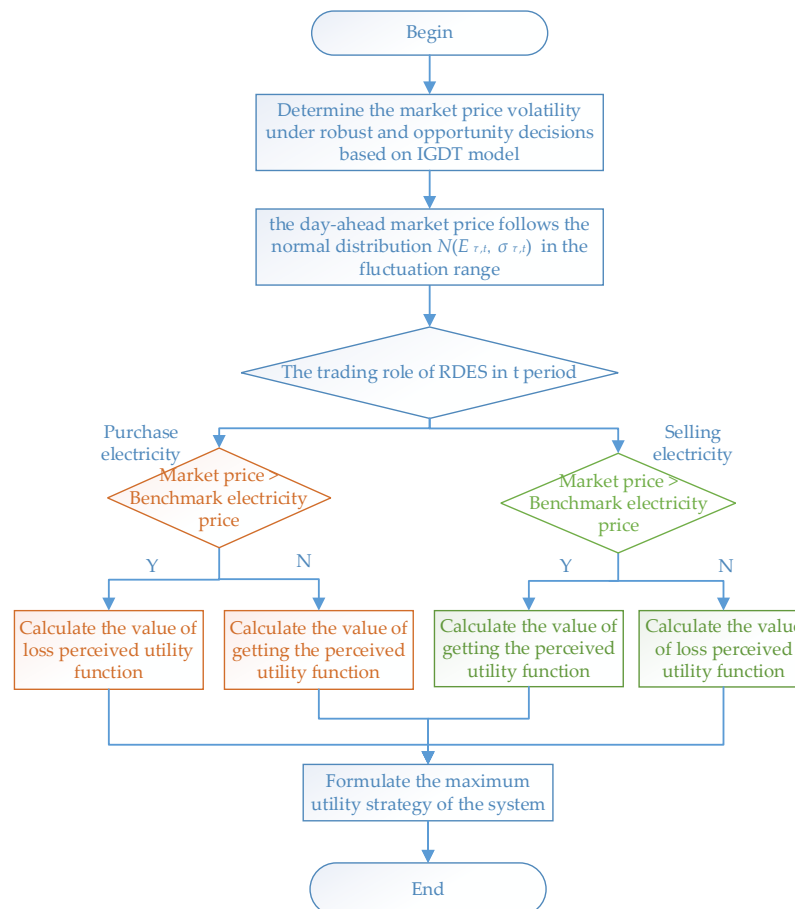 Begin
Determine the market price volatility
under robust and opportunity decisions
based on IGDT model
the day-ahead market price follows the
normal distribution N(E τ,t, σ τ,t) in the
fluctuation range
The trading role of RDES in t period
Purchase
electricity
Selling
electricity
Market price >
Benchmark electricity
price
Market price >
Benchmark electricity
price
Y
N
Y
N
Calculate the value of
loss perceived utility
function
Calculate the value of
getting the perceived
utility function
Calculate the value of
getting the perceived
utility function
Calculate the value
of loss perceived
utility function
Formulate the maximum
utility strategy of the system
End